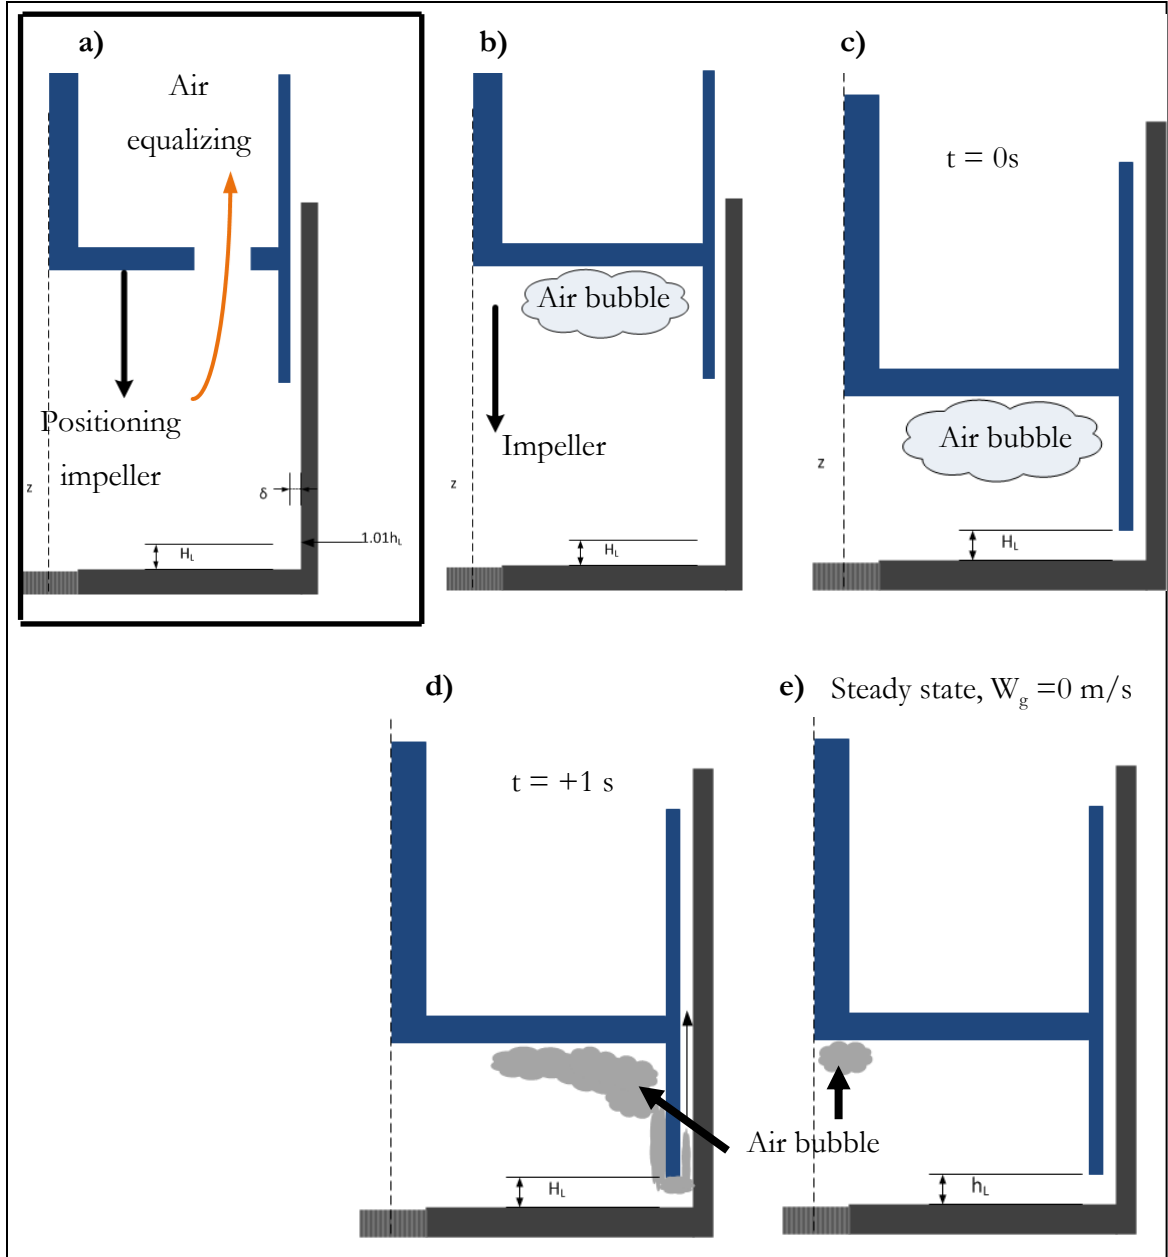 a)
Air
equalizing
Positioning
impeller
z
δ
H_L
1.01h_L
b)
Air bubble
Impeller
z
H_L
c)
t = 0s
Air bubble
z
H_L
d)
t = +1 s
H_L
Air bubble
e) Steady state, W_g =0 m/s
h_L